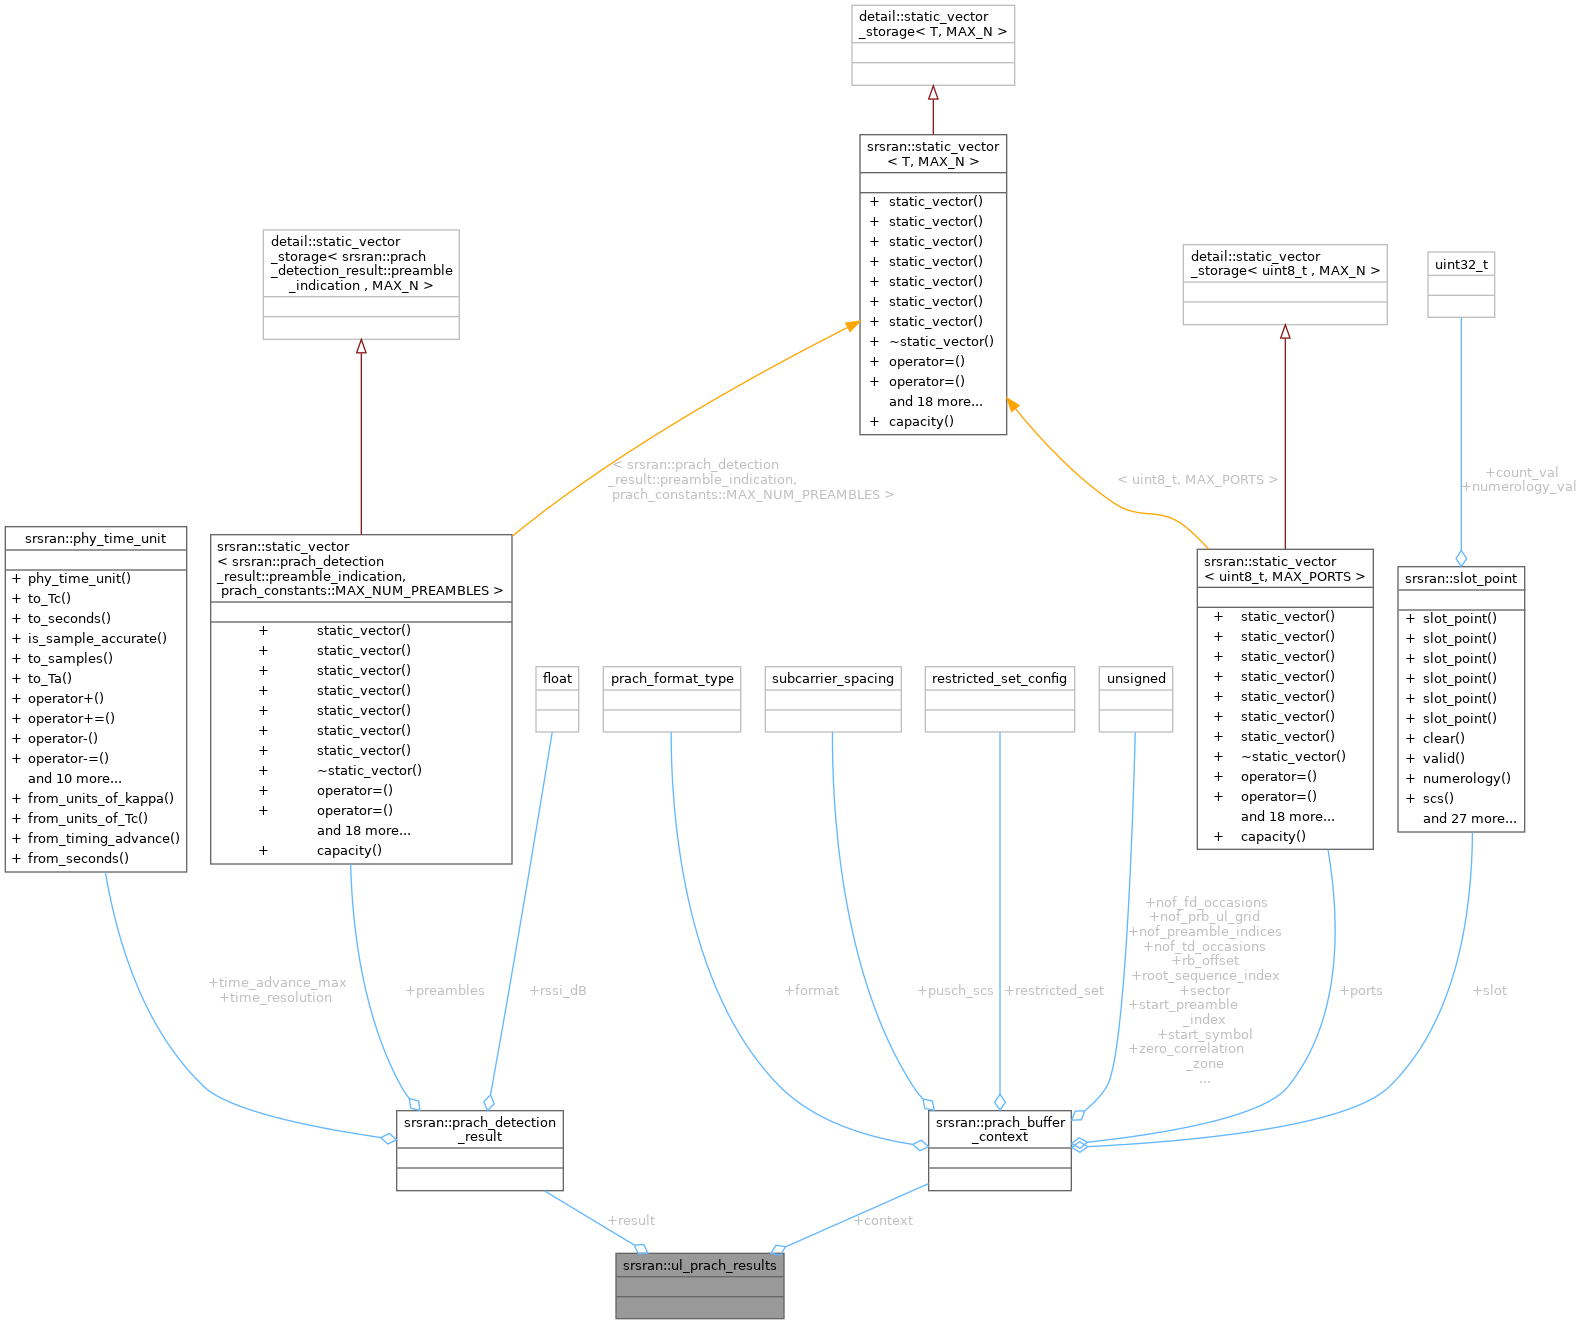 detail::static_vector
_storage< T, MAX_N >
srsran::static_vector
< T, MAX_N >
+ static_vector()
+ static_vector()
+ static_vector()
+ static_vector()
+ static_vector()
+ static_vector()
+ static_vector()
+ ~static_vector()
+ operator=()
+ operator=()
and 18 more...
+ capacity()
detail::static_vector
_storage< srsran::prach
_detection_result::preamble
_indication , MAX_N >
detail::static_vector
_storage< uint8_t , MAX_N >
uint32_t
< srsran::prach_detection
_result::preamble_indication,
prach_constants::MAX_NUM_PREAMBLES >
< uint8_t, MAX_PORTS >
+count_val
+numerology_val
srsran::phy_time_unit
+ phy_time_unit()
+ to_Tc()
+ to_seconds()
+ is_sample_accurate()
+ to_samples()
+ to_Ta()
+ operator+()
+ operator+=()
+ operator-()
+ operator-=()
and 10 more...
+ from_units_of_kappa()
+ from_units_of_Tc()
+ from_timing_advance()
+ from_seconds()
srsran::static_vector
< srsran::prach_detection
_result::preamble_indication,
prach_constants::MAX_NUM_PREAMBLES >
+ static_vector()
+ static_vector()
+ static_vector()
+ static_vector()
+ static_vector()
+ static_vector()
+ static_vector()
+ ~static_vector()
+ operator=()
+ operator=()
and 18 more...
+ capacity()
float
prach_format_type
subcarrier_spacing
restricted_set_config
unsigned
srsran::static_vector
< uint8_t, MAX_PORTS >
+ static_vector()
+ static_vector()
+ static_vector()
+ static_vector()
+ static_vector()
+ static_vector()
+ static_vector()
+ ~static_vector()
+ operator=()
+ operator=()
and 18 more...
+ capacity()
srsran::slot_point
+ slot_point()
+ slot_point()
+ slot_point()
+ slot_point()
+ slot_point()
+ slot_point()
+ clear()
+ valid()
+ numerology()
+ scs()
and 27 more...
+time_advance_max
+time_resolution
+preambles
+rssi_dB
+format
+pusch_scs
+restricted_set
+nof_fd_occasions
+nof_prb_ul_grid
+nof_preamble_indices
+nof_td_occasions
+rb_offset
+root_sequence_index
+sector
+start_preamble
_index
+start_symbol
+zero_correlation
_zone
...
+ports
+slot
srsran::prach_detection
_result
srsran::prach_buffer
_context
+result
+context
srsran::ul_prach_results